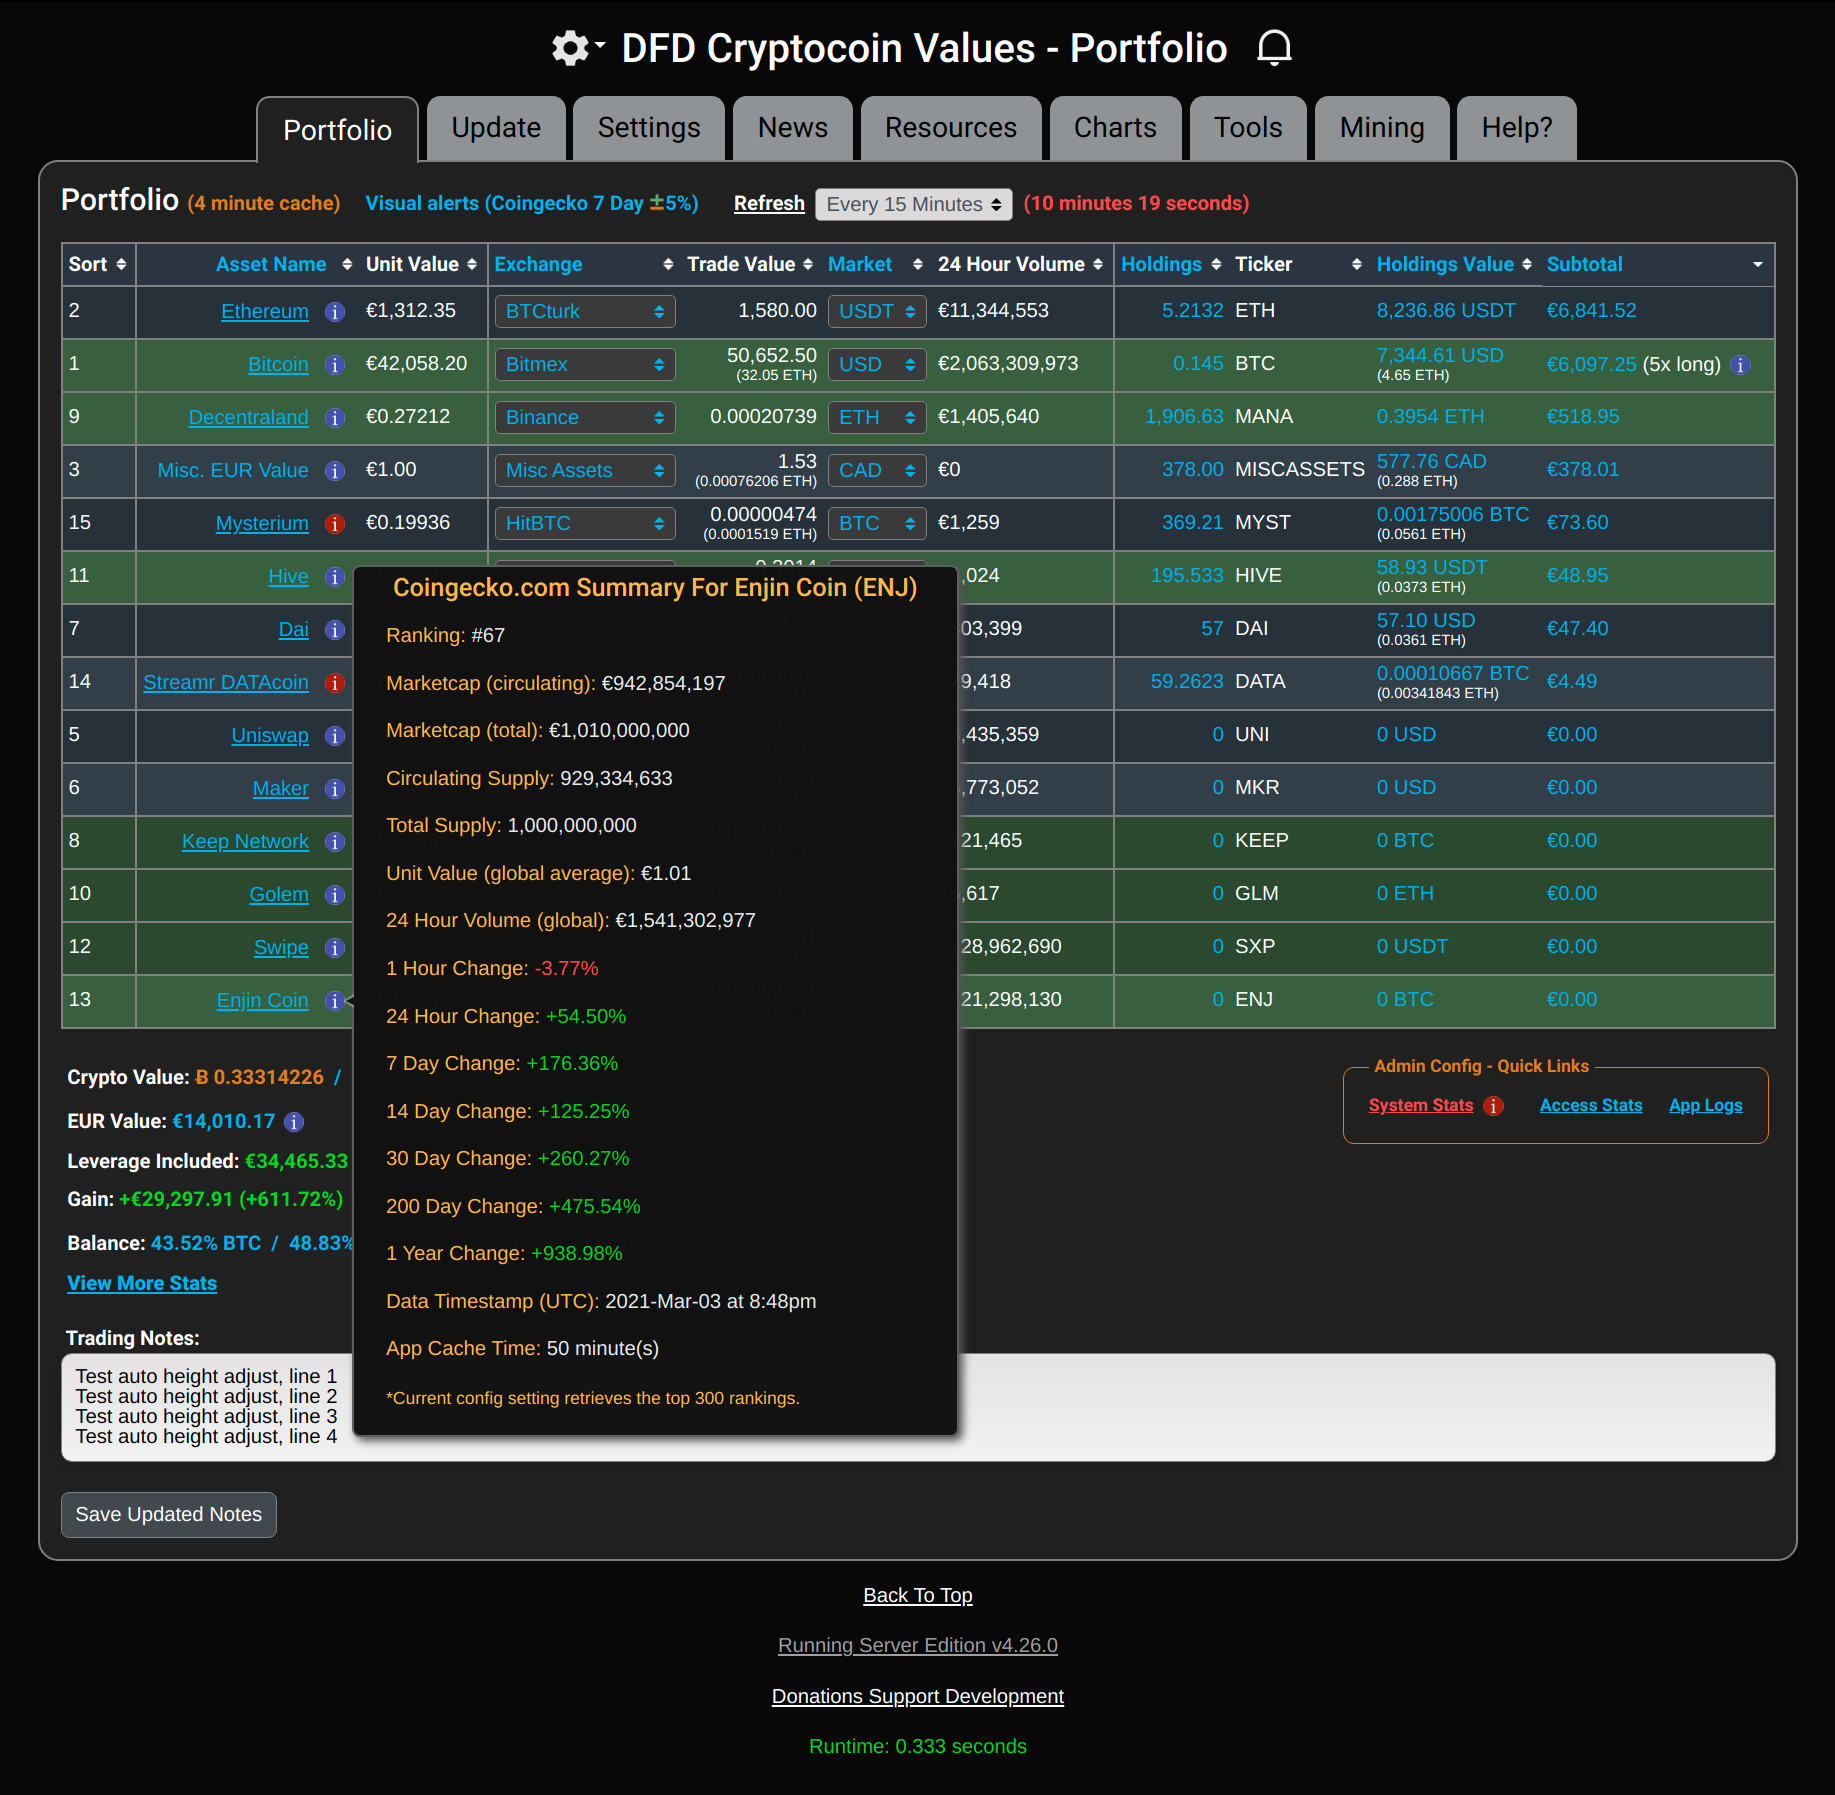 DFD Cryptocoin Values - Portfolio
Portfolio Update Settings News Resources Charts Tools Mining Help?
Portfolio (4 minute cache) Visual alerts (Coingecko 7 Day ±5%) Refresh Every 15 Minutes (10 minutes 19 seconds)
Sort Asset Name Unit Value Exchange Trade Value Market 24 Hour Volume Holdings Ticker Holdings Value Subtotal
2 Ethereum i €1,312.35 BTCturk 1,580.00 USDT €11,344,553 5.2132 ETH 8,236.86 USDT €6,841.52
1 Bitcoin i €42,058.20 Bitmex 50,652.50 (32.05 ETH) USD €2,063,309,973 0.145 BTC 7,344.61 USD (4.65 ETH) €6,097.25 (5x long) i
9 Decentraland i €0.27212 Binance 0.00020739 ETH €1,405,640 1,906.63 MANA 0.3954 ETH €518.95
3 Misc. EUR Value i €1.00 Misc Assets 1.53 (0.00076206 ETH) CAD €0 378.00 MISCASSETS 577.76 CAD (0.288 ETH) €378.01
15 Mysterium i €0.19936 HitBTC 0.00000474 (0.0001519 ETH) BTC €1,259 369.21 MYST 0.00175006 BTC (0.0561 ETH) €73.60
11 Hive i ,024 195.533 HIVE 58.93 USDT (0.0373 ETH) €48.95
7 Dai i 03,399 57 DAI 57.10 USD (0.0361 ETH) €47.40
14 Streamr DATAcoin i 9,418 59.2623 DATA 0.00010667 BTC (0.00341843 ETH) €4.49
5 Uniswap i ,435,359 0 UNI 0 USD €0.00
6 Maker i ,773,052 0 MKR 0 USD €0.00
8 Keep Network i 21,465 0 KEEP 0 BTC €0.00
10 Golem i ,617 0 GLM 0 ETH €0.00
12 Swipe i 28,962,690 0 SXP 0 USDT €0.00
13 Enjin Coin i 21,298,130 0 ENJ 0 BTC €0.00
Coingecko.com Summary For Enjin Coin (ENJ)
Ranking: #67
Marketcap (circulating): €942,854,197
Marketcap (total): €1,010,000,000
Circulating Supply: 929,334,633
Total Supply: 1,000,000,000
Unit Value (global average): €1.01
24 Hour Volume (global): €1,541,302,977
1 Hour Change: -3.77%
24 Hour Change: +54.50%
7 Day Change: +176.36%
14 Day Change: +125.25%
30 Day Change: +260.27%
200 Day Change: +475.54%
1 Year Change: +938.98%
Data Timestamp (UTC): 2021-Mar-03 at 8:48pm
App Cache Time: 50 minute(s)
*Current config setting retrieves the top 300 rankings.
Crypto Value: Ƀ 0.33314226 /
EUR Value: €14,010.17 i
Leverage Included: €34,465.33
Gain: +€29,297.91 (+611.72%)
Balance: 43.52% BTC / 48.83%
View More Stats
Admin Config - Quick Links
System Stats i Access Stats App Logs
Trading Notes:
Test auto height adjust, line 1
Test auto height adjust, line 2
Test auto height adjust, line 3
Test auto height adjust, line 4
Save Updated Notes
Back To Top
Running Server Edition v4.26.0
Donations Support Development
Runtime: 0.333 seconds